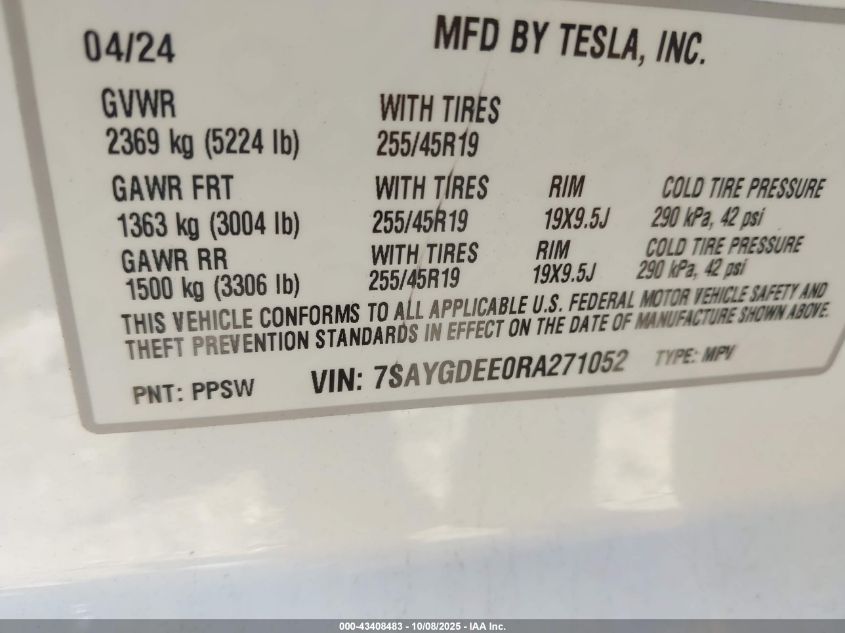 04/24 MFD BY TESLA, INC.
GVWR WITH TIRES
2369 kg (5224 lb) 255/45R19
GAWR FRT WITH TIRES RIM COLD TIRE PRESSURE
1363 kg (3004 lb) 255/45R19 19X9.5J 290 kPa, 42 psi
GAWR RR WITH TIRES RIM COLD TIRE PRESSURE
1500 kg (3306 lb) 255/45R19 19X9.5J 290 kPa, 42 psi
THIS VEHICLE CONFORMS TO ALL APPLICABLE U.S. FEDERAL MOTOR VEHICLE SAFETY AND
THEFT PREVENTION STANDARDS IN EFFECT ON THE DATE OF MANUFACTURE SHOWN ABOVE.
PNT: PPSW VIN: 7SAYGDEE0RA271052 TYPE: MPV
000-43408483 - 10/08/2025 - IAA Inc.